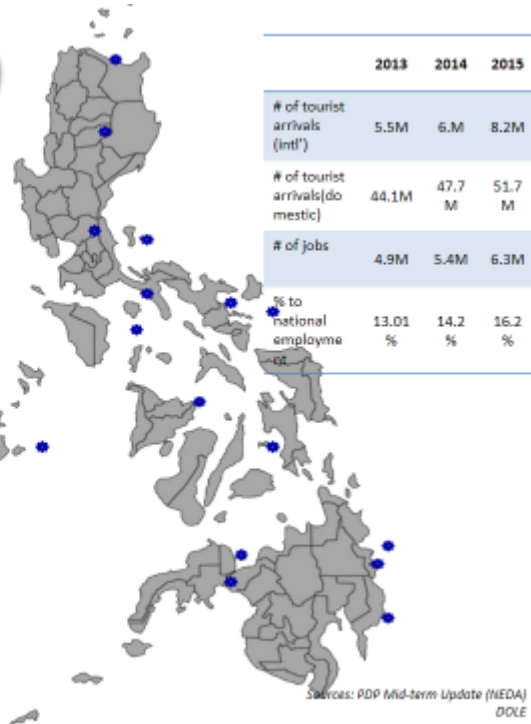 2013 2014 2015
# of tourist
arrivals
(intl')
5.5M 6.M 8.2M
# of tourist
arrivals(do
mestic)
44.1M 47.7
M 51.7
M
# of jobs
4.9M 5.4M 6.3M
% to
national
employme
nt
13.01
% 14.2
% 16.2
%
Sources: PDP Mid-term Update (NEDA)
DOLE